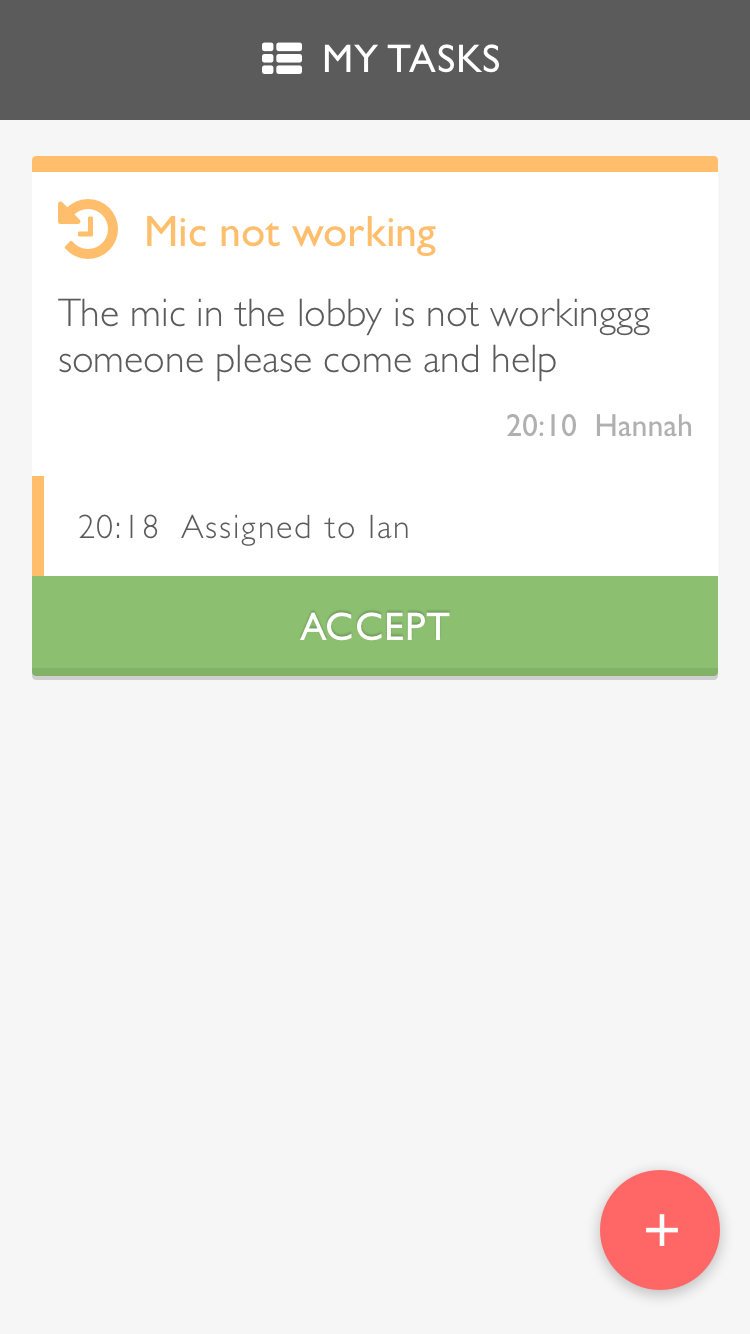 MY TASKS
Mic not working
The mic in the lobby is not workinggg
someone please come and help
20:10 Hannah
20:18 Assigned to Ian
ACCEPT
+